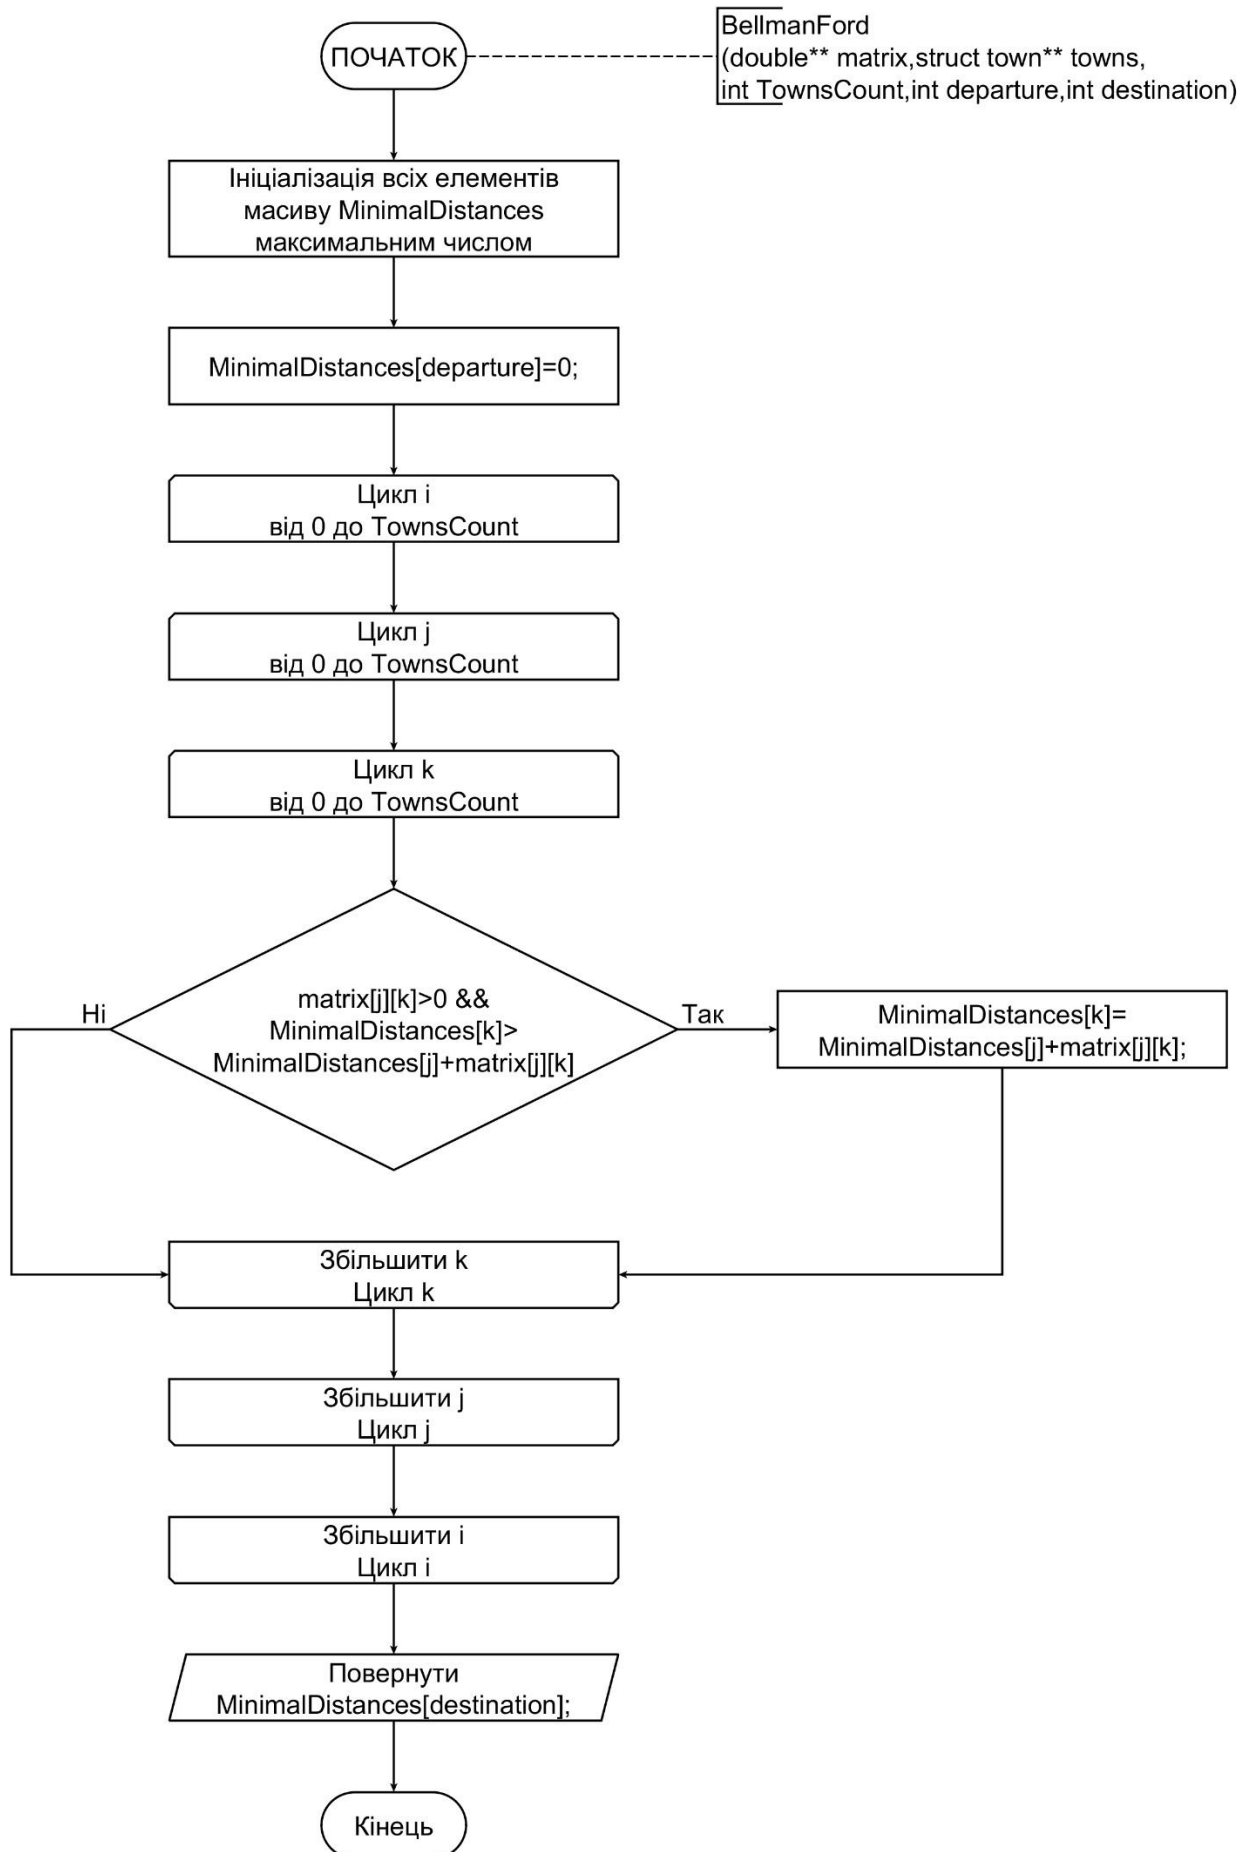 ПОЧАТОК
BellmanFord
(double** matrix,struct town** towns,
int TownsCount,int departure,int destination)
Ініціалізація всіх елементів
масиву MinimalDistances
максимальним числом
MinimalDistances[departure]=0;
Цикл i
від 0 до TownsCount
Цикл j
від 0 до TownsCount
Цикл k
від 0 до TownsCount
Ні
matrix[j][k]>0 &&
MinimalDistances[k]>
MinimalDistances[j]+matrix[j][k]
Так
MinimalDistances[k]=
MinimalDistances[j]+matrix[j][k];
Збільшити k
Цикл k
Збільшити j
Цикл j
Збільшити i
Цикл i
Повернути
MinimalDistances[destination];
Кінець